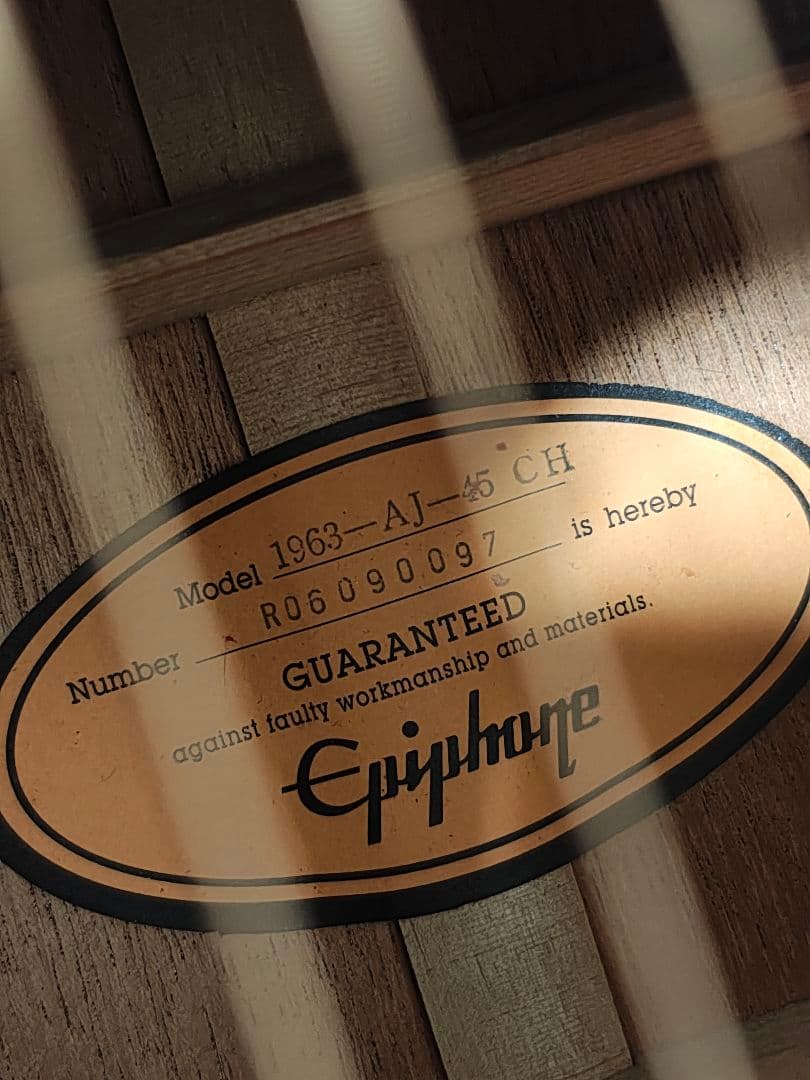 Model 1963-AJ-45 CH
Number R06090097 is hereby
GUARANTEED
against faulty workmanship and materials.
Epiphone